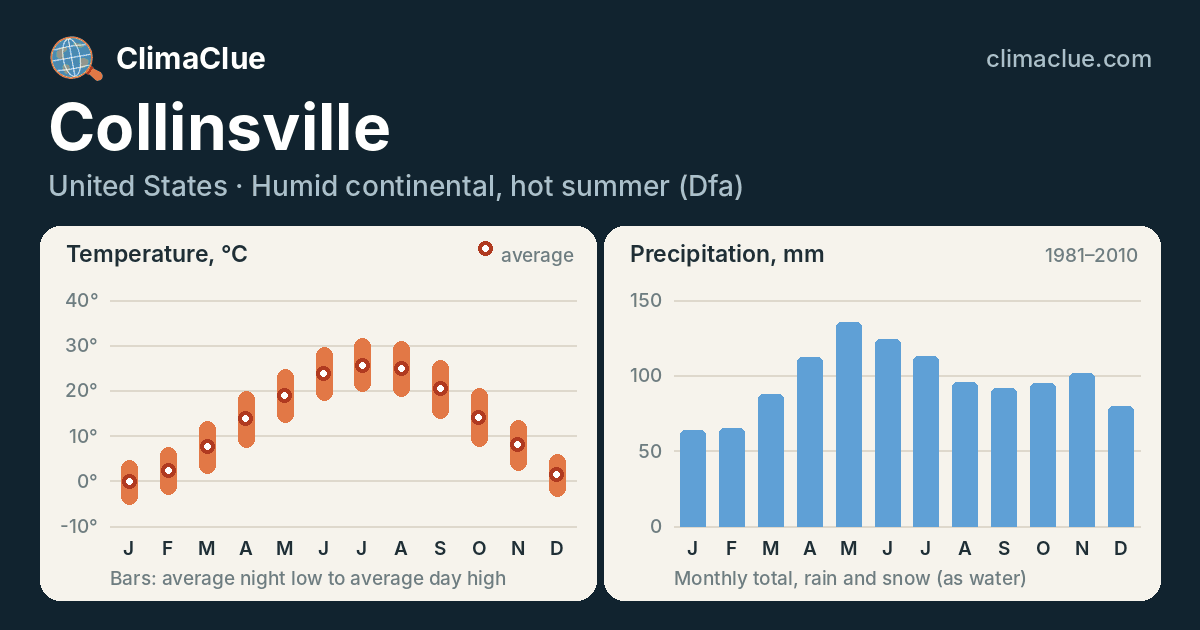 ClimaClue
climaclue.com
Collinsville
United States · Humid continental, hot summer (Dfa)
Temperature, °C
average
40°
30°
20°
10°
0°
-10°
J F M A M J J A S O N D
Bars: average night low to average day high
Precipitation, mm
1981–2010
150
100
50
0
J F M A M J J A S O N D
Monthly total, rain and snow (as water)